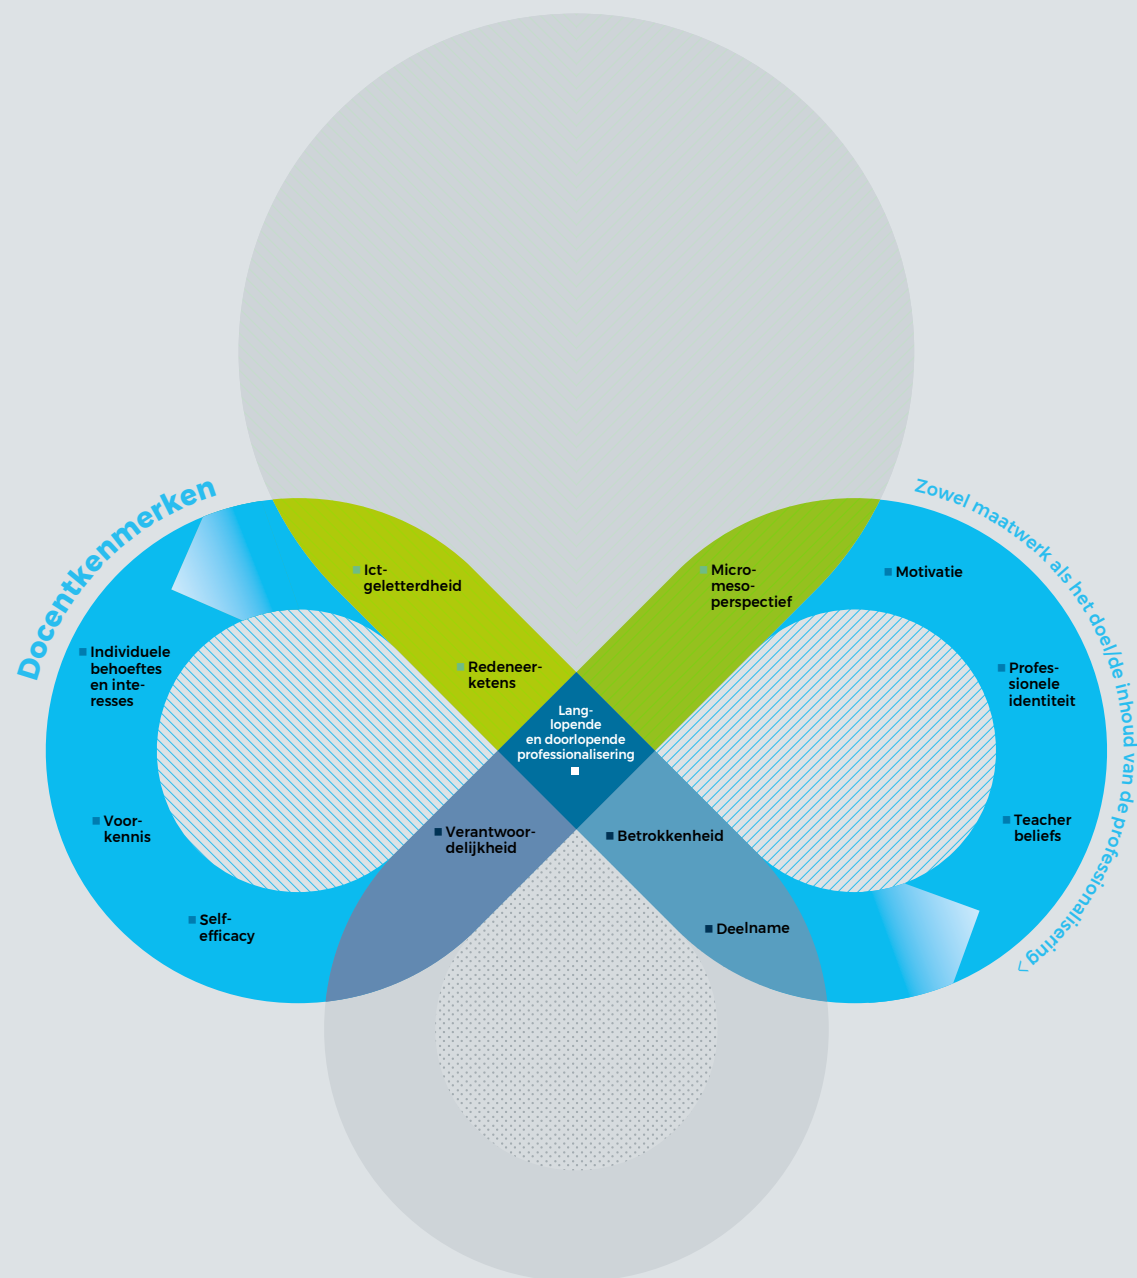 Docentkenmerken
Zowel maatwerk als het doel/de inhoud van de professionalisering >
Ict-
geletterdheid
Micro-
meso-
perspectief
Motivatie
Individuele
behoeftes
en inte-
resses
Redeneer-
ketens
Profes-
sionele
identiteit
Lang-
lopende
en doorlopende
professionalisering
Voor-
kennis
Verantwoor-
delijkheid
Betrokkenheid
Teacher
beliefs
Self-
efficacy
Deelname